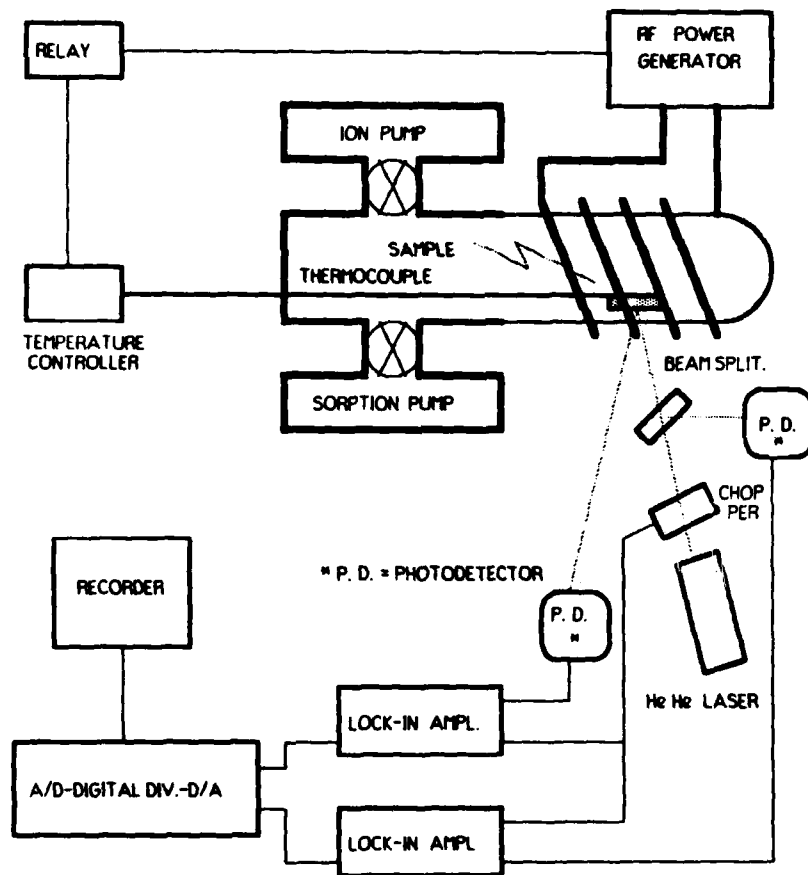 RELAY
RF POWER
GENERATOR
ION PUMP
SAMPLE
THERMOCOUPLE
TEMPERATURE
CONTROLLER
SORPTION PUMP
BEAM SPLIT.
P. D.
*
CHOP
PER
RECORDER
* P. D. = PHOTODETECTOR
P. D.
*
He He LASER
LOCK-IN AMPL.
A/D-DIGITAL DIV.-D/A
LOCK-IN AMPL